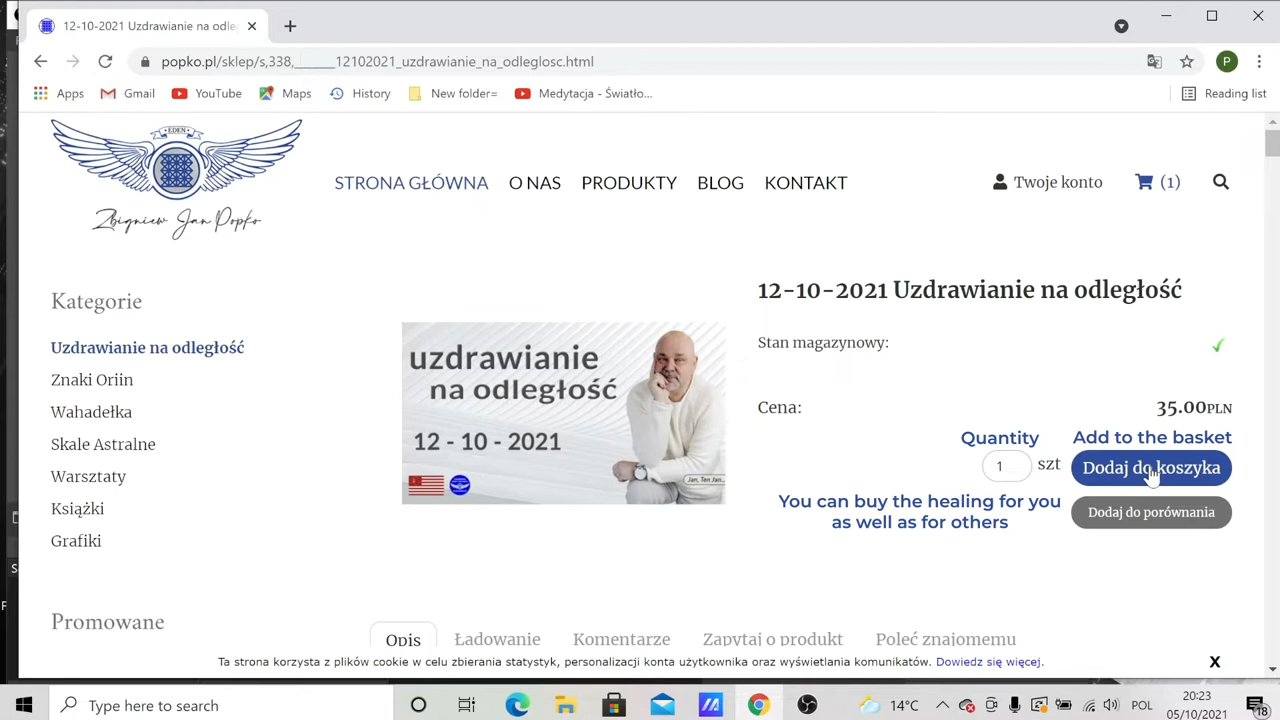 12-10-2021 Uzdrawianie na odle
popko.pl/sklep/s,338,______12102021_uzdrawianie_na_odleglosc.html
P
Apps Gmail YouTube Maps History New folder= Medytacja - Światło... Reading list
EDEN
Zbigniew Jan Popko
STRONA GŁÓWNA O NAS PRODUKTY BLOG KONTAKT Twoje konto (1)
Kategorie
Uzdrawianie na odległość
Znaki Oriin
Wahadełka
Skale Astralne
Warsztaty
Książki
Grafiki
Promowane
uzdrawianie
na odległość
12 - 10 - 2021
Jan, Ten Jan...
12-10-2021 Uzdrawianie na odległość
Stan magazynowy:
Cena: 35.00PLN
Quantity Add to the basket
1 szt Dodaj do koszyka
You can buy the healing for you
as well as for others
Dodaj do porównania
Opis Ładowanie Komentarze Zapytaj o produkt Poleć znajomemu
Ta strona korzysta z plików cookie w celu zbierania statystyk, personalizacji konta użytkownika oraz wyświetlania komunikatów. Dowiedz się więcej. X
Type here to search 14°C 20:23
05/10/2021 18